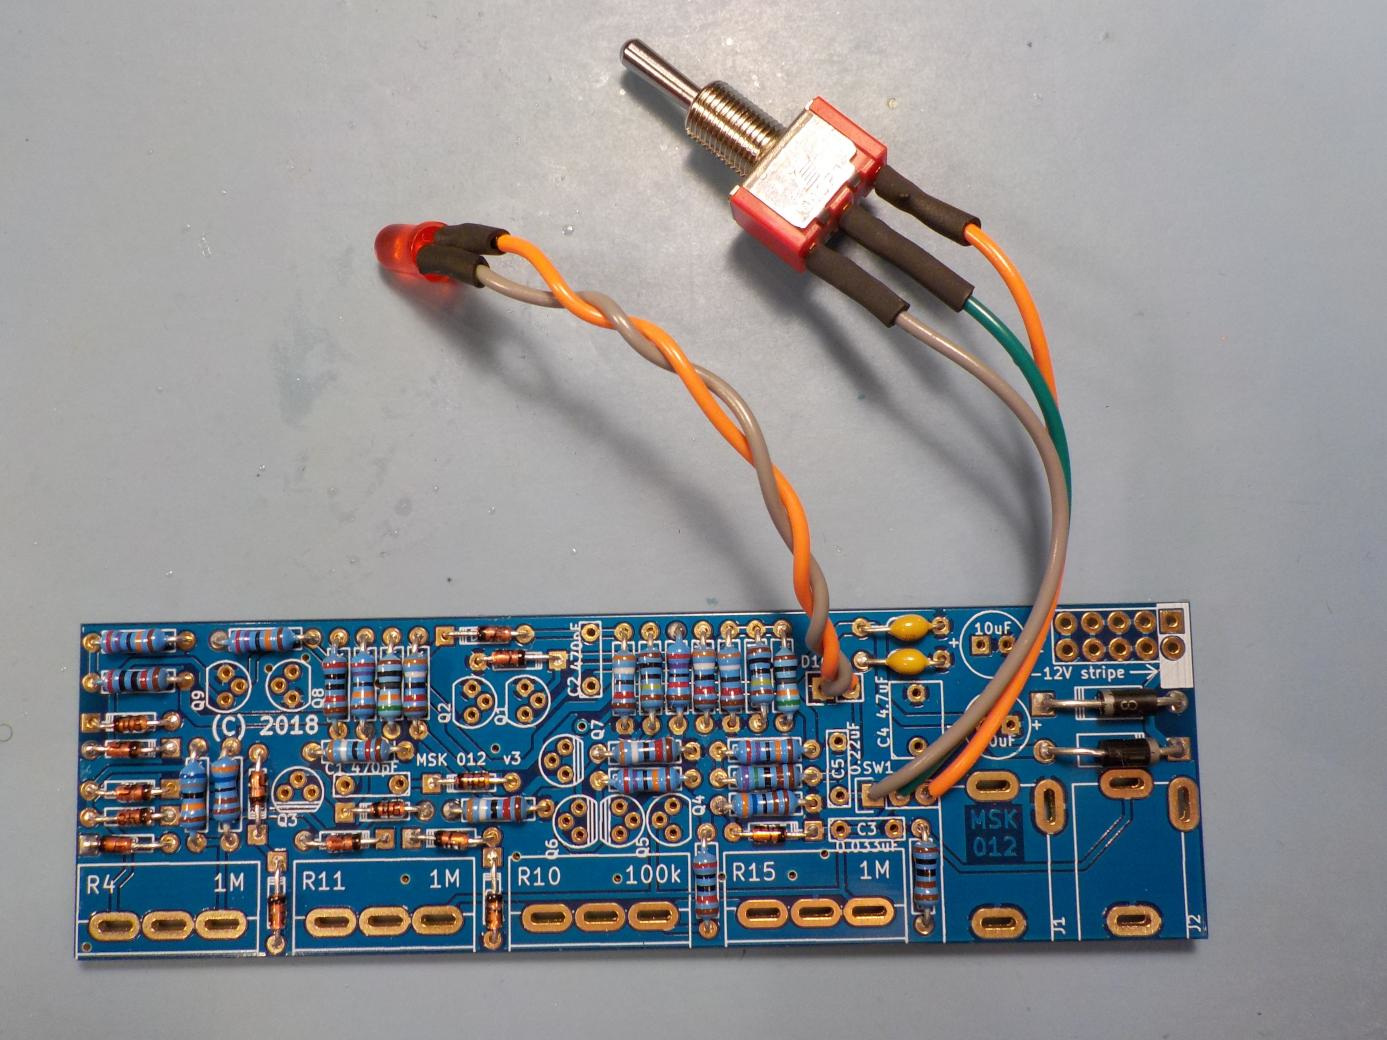 10uF
-12V stripe
D1
C2 470pF
Q9
Q8
Q2
Q1
(C) 2018
Q7
C4 4.7uF
0uF
MSK 012 v3
470pF
C5 0.22uF
SW1
Q3
Q4
MSK
012
Q6
Q5
C3
0.033uF
R4 1M
R11 1M
R10 100k
R15 1M
J1
J2